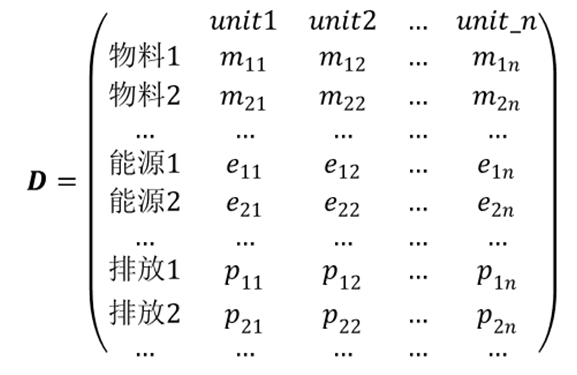 unit1 unit2 … unit_n
物料1 m₁₁ m₁₂ … m₁ₙ
物料2 m₂₁ m₂₂ … m₂ₙ
… … … … …
D = 能源1 e₁₁ e₁₂ … e₁ₙ
能源2 e₂₁ e₂₂ … e₂ₙ
… … … … …
排放1 p₁₁ p₁₂ … p₁ₙ
排放2 p₂₁ p₂₂ … p₂ₙ
… … … … …